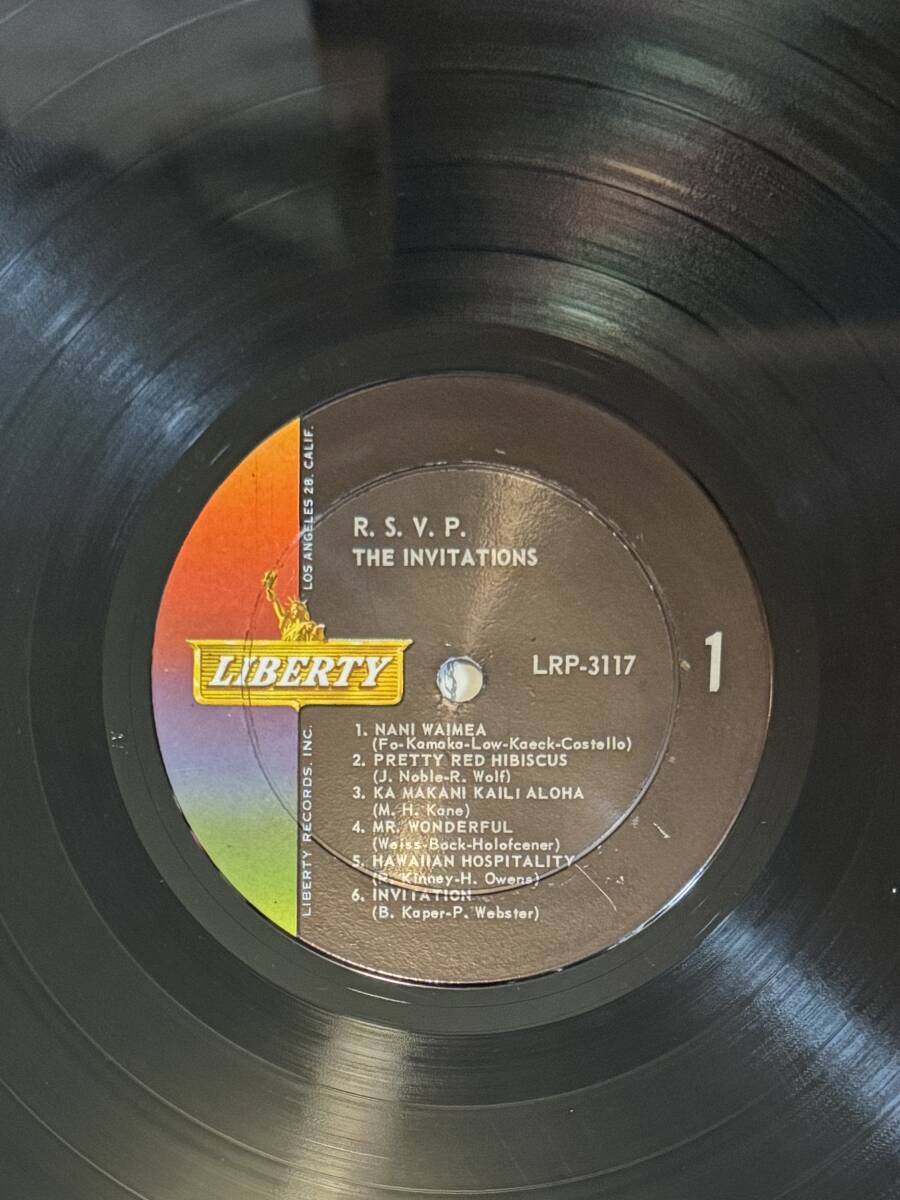 R. S. V. P.
THE INVITATIONS
LIBERTY
LRP-3117
1
1. NANI WAIMEA
(Fo-Kamaka-Low-Kaeck-Costello)
2. PRETTY RED HIBISCUS
(J. Noble-R. Wolf)
3. KA MAKANI KAILI ALOHA
(M. H. Kane)
4. MR. WONDERFUL
(Weiss-Bock-Holofcener)
5. HAWAIIAN HOSPITALITY
(R. Kinney-H. Owens)
6. INVITATION
(B. Kaper-P. Webster)
LIBERTY RECORDS, INC. LOS ANGELES 28, CALIF.